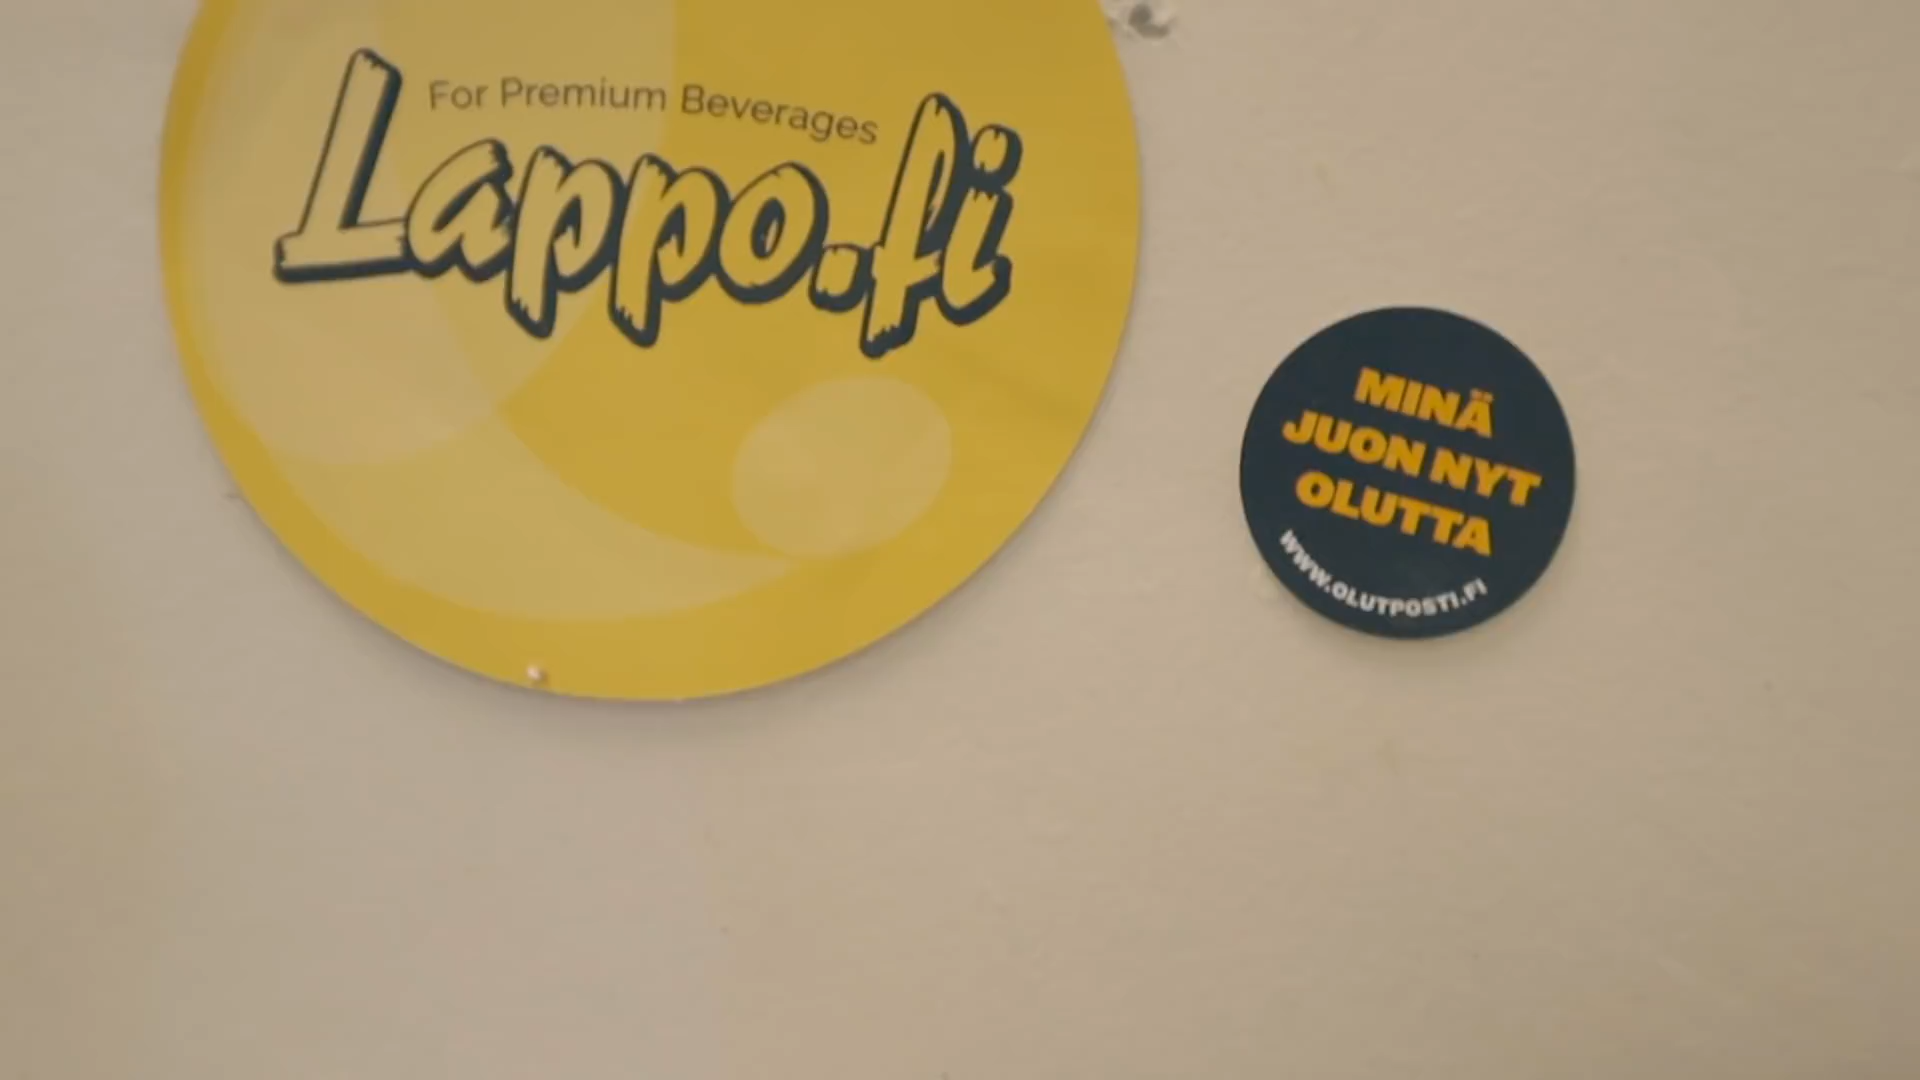 For Premium Beverages
Lappo.fi
MINÄ
JUON NYT
OLUTTA
WWW.OLUTPOSTI.FI